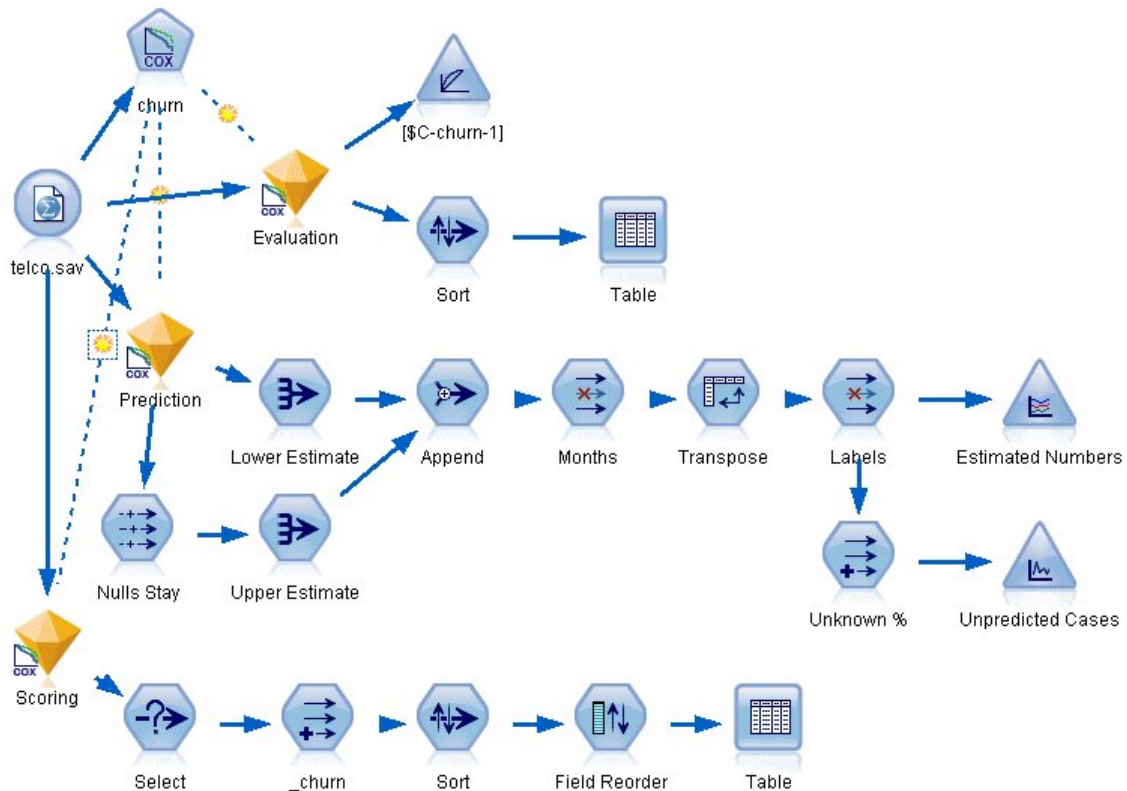 COX
churn
[$C-churn-1]
telco.sav
COX
Evaluation
Sort
Table
COX
Prediction
Lower Estimate
Append
Months
Transpose
Labels
Estimated Numbers
Nulls Stay
Upper Estimate
Unknown %
Unpredicted Cases
COX
Scoring
Select
_churn
Sort
Field Reorder
Table